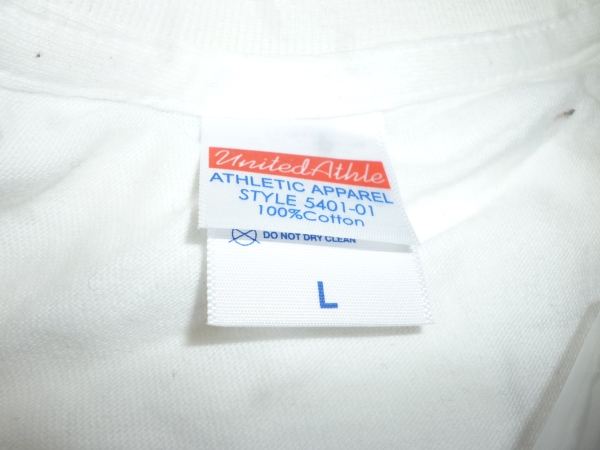 UnitedAthle
ATHLETIC APPAREL
STYLE 5401-01
100%Cotton
DO NOT DRY CLEAN
L